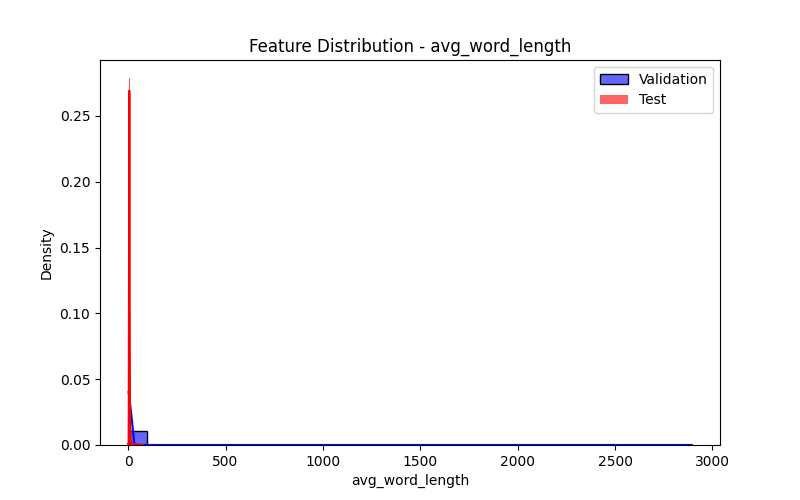 Feature Distribution - avg_word_length
Validation
Test
Density
0.25
0.20
0.15
0.10
0.05
0.00
0 500 1000 1500 2000 2500 3000
avg_word_length